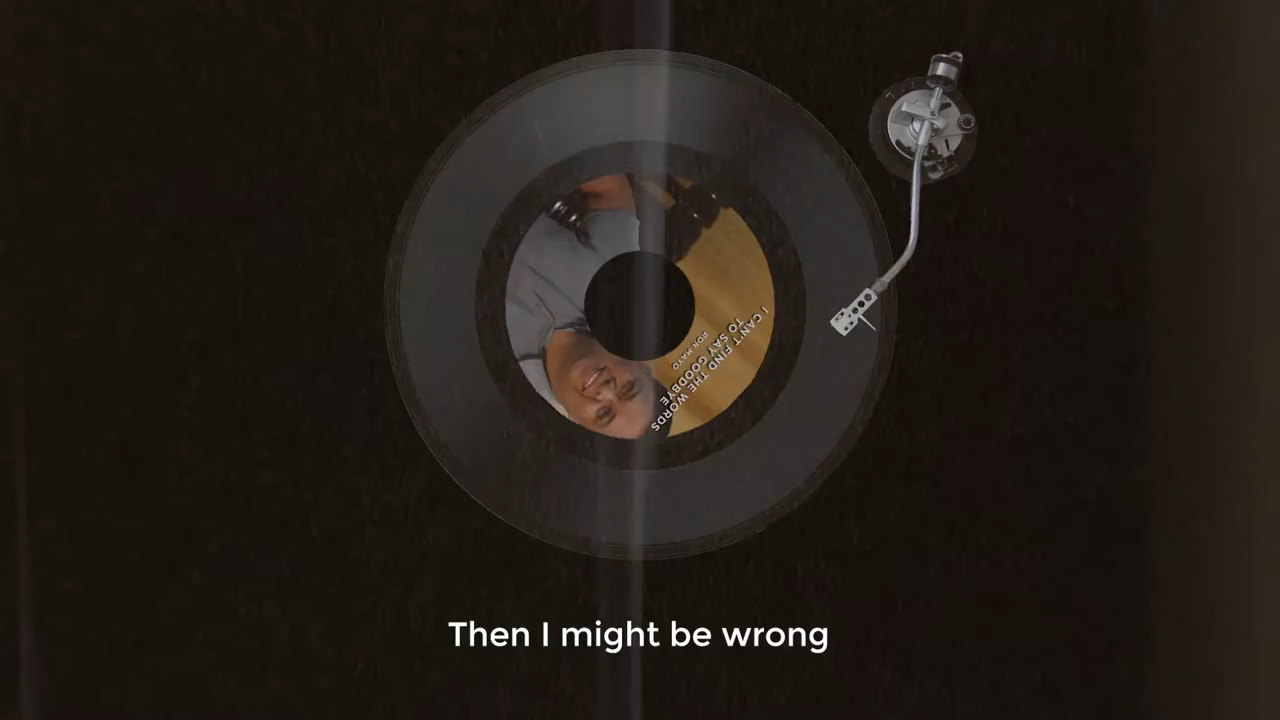 I CAN'T FIND THE WORDS
TO SAY GOODBYE
RON MAYO
Then I might be wrong